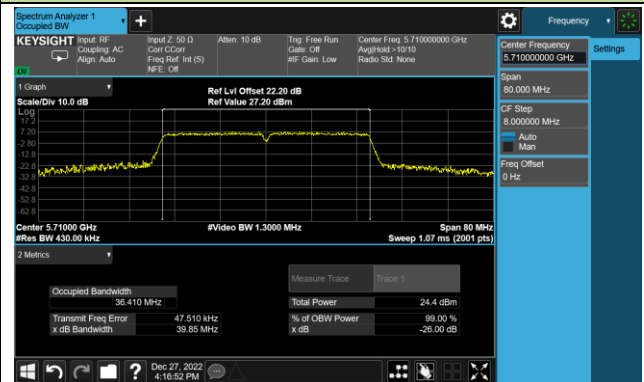 Spectrum Analyzer 1
Occupied BW
Frequency
KEYSIGHT
Input: RF
Coupling: AC
Align: Auto
Input Z: 50 Ω
Corr CCorr
Freq Ref: Int (S)
NFE: Off
Atten: 10 dB
Trig: Free Run
Gate: Off
#IF Gain: Low
Center Freq: 5.710000000 GHz
Avg|Hold:>10/10
Radio Std: None
Center Frequency
5.710000000 GHz
Settings
Span
80.000 MHz
CF Step
8.000000 MHz
Auto
Man
Freq Offset
0 Hz
1 Graph
Scale/Div 10.0 dB
Ref Lvl Offset 22.20 dB
Ref Value 27.20 dBm
Log
17.2
7.20
-2.80
-12.8
-22.8
-32.8
-42.8
-52.8
-62.8
Center 5.71000 GHz
#Video BW 1.3000 MHz
Span 80 MHz
#Res BW 430.00 kHz
Sweep 1.07 ms (2001 pts)
2 Metrics
Measure Trace
Trace 1
Occupied Bandwidth
36.410 MHz
Total Power
24.4 dBm
Transmit Freq Error
47.510 kHz
% of OBW Power
99.00 %
x dB Bandwidth
39.85 MHz
x dB
-26.00 dB
?
Dec 27, 2022
4:16:52 PM